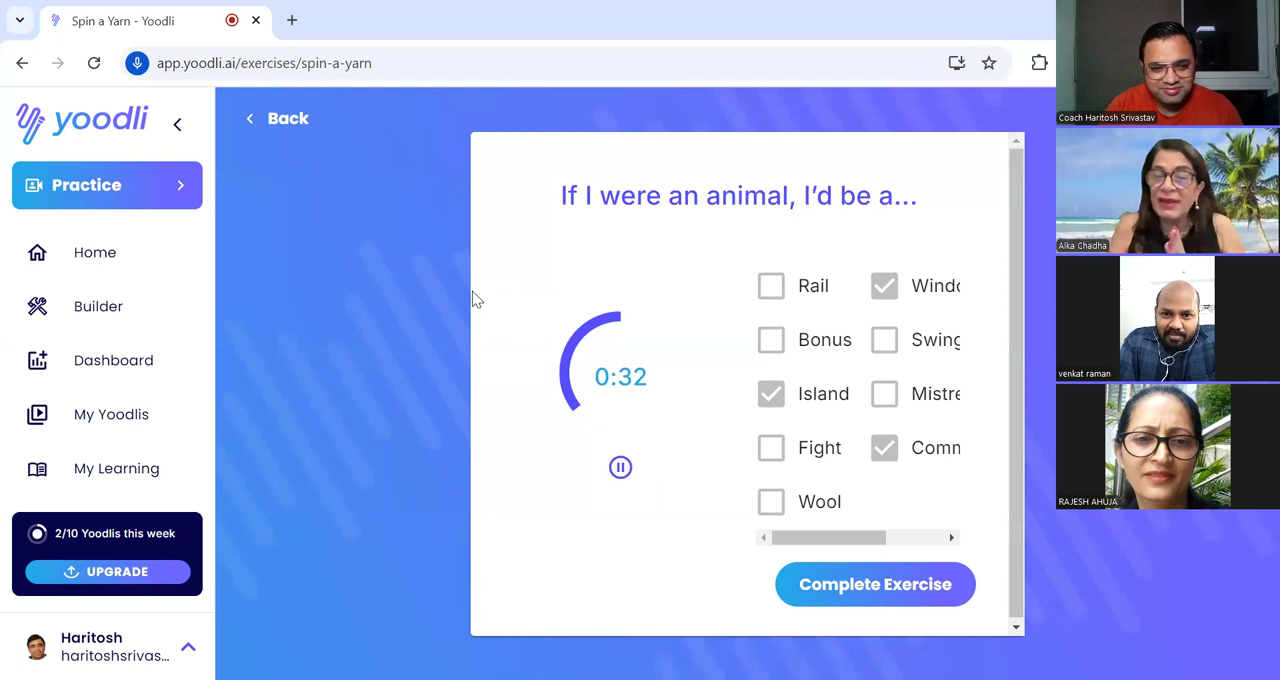 Spin a Yarn - Yoodli
app.yoodli.ai/exercises/spin-a-yarn
yoodli
Back
Practice
Home
Builder
Dashboard
My Yoodlis
My Learning
2/10 Yoodlis this week
UPGRADE
Haritosh
haritoshsrivas...
If I were an animal, I'd be a...
0:32
Rail
Windo
Bonus
Swing
Island
Mistre
Fight
Comm
Wool
Complete Exercise
Coach Haritosh Srivastav
Alka Chadha
venkat raman
RAJESH AHUJA